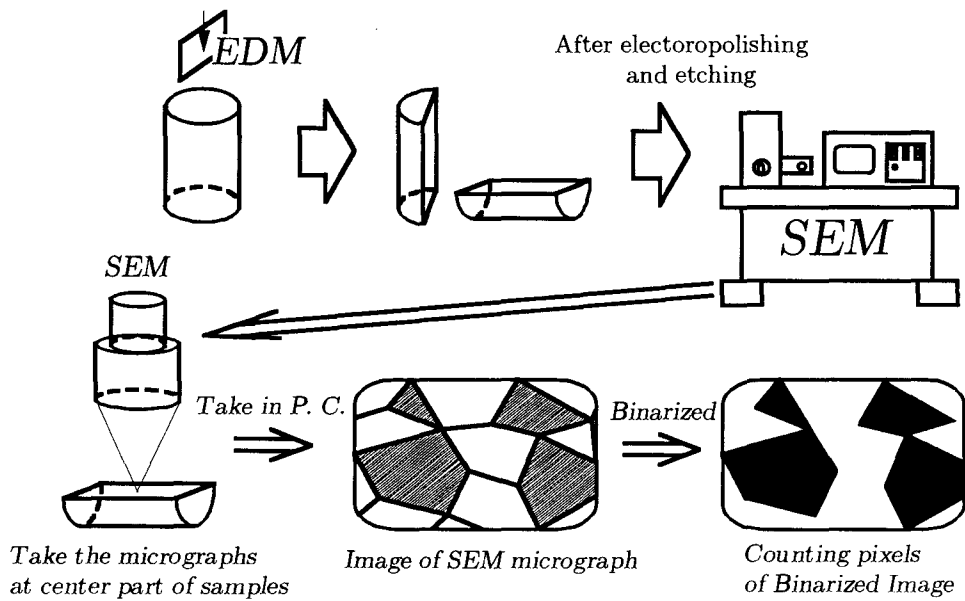 EDM
After electoropolishing
and etching
SEM
SEM
Take in P. C.
Binarized
Take the micrographs
at center part of samples
Image of SEM micrograph
Counting pixels
of Binarized Image